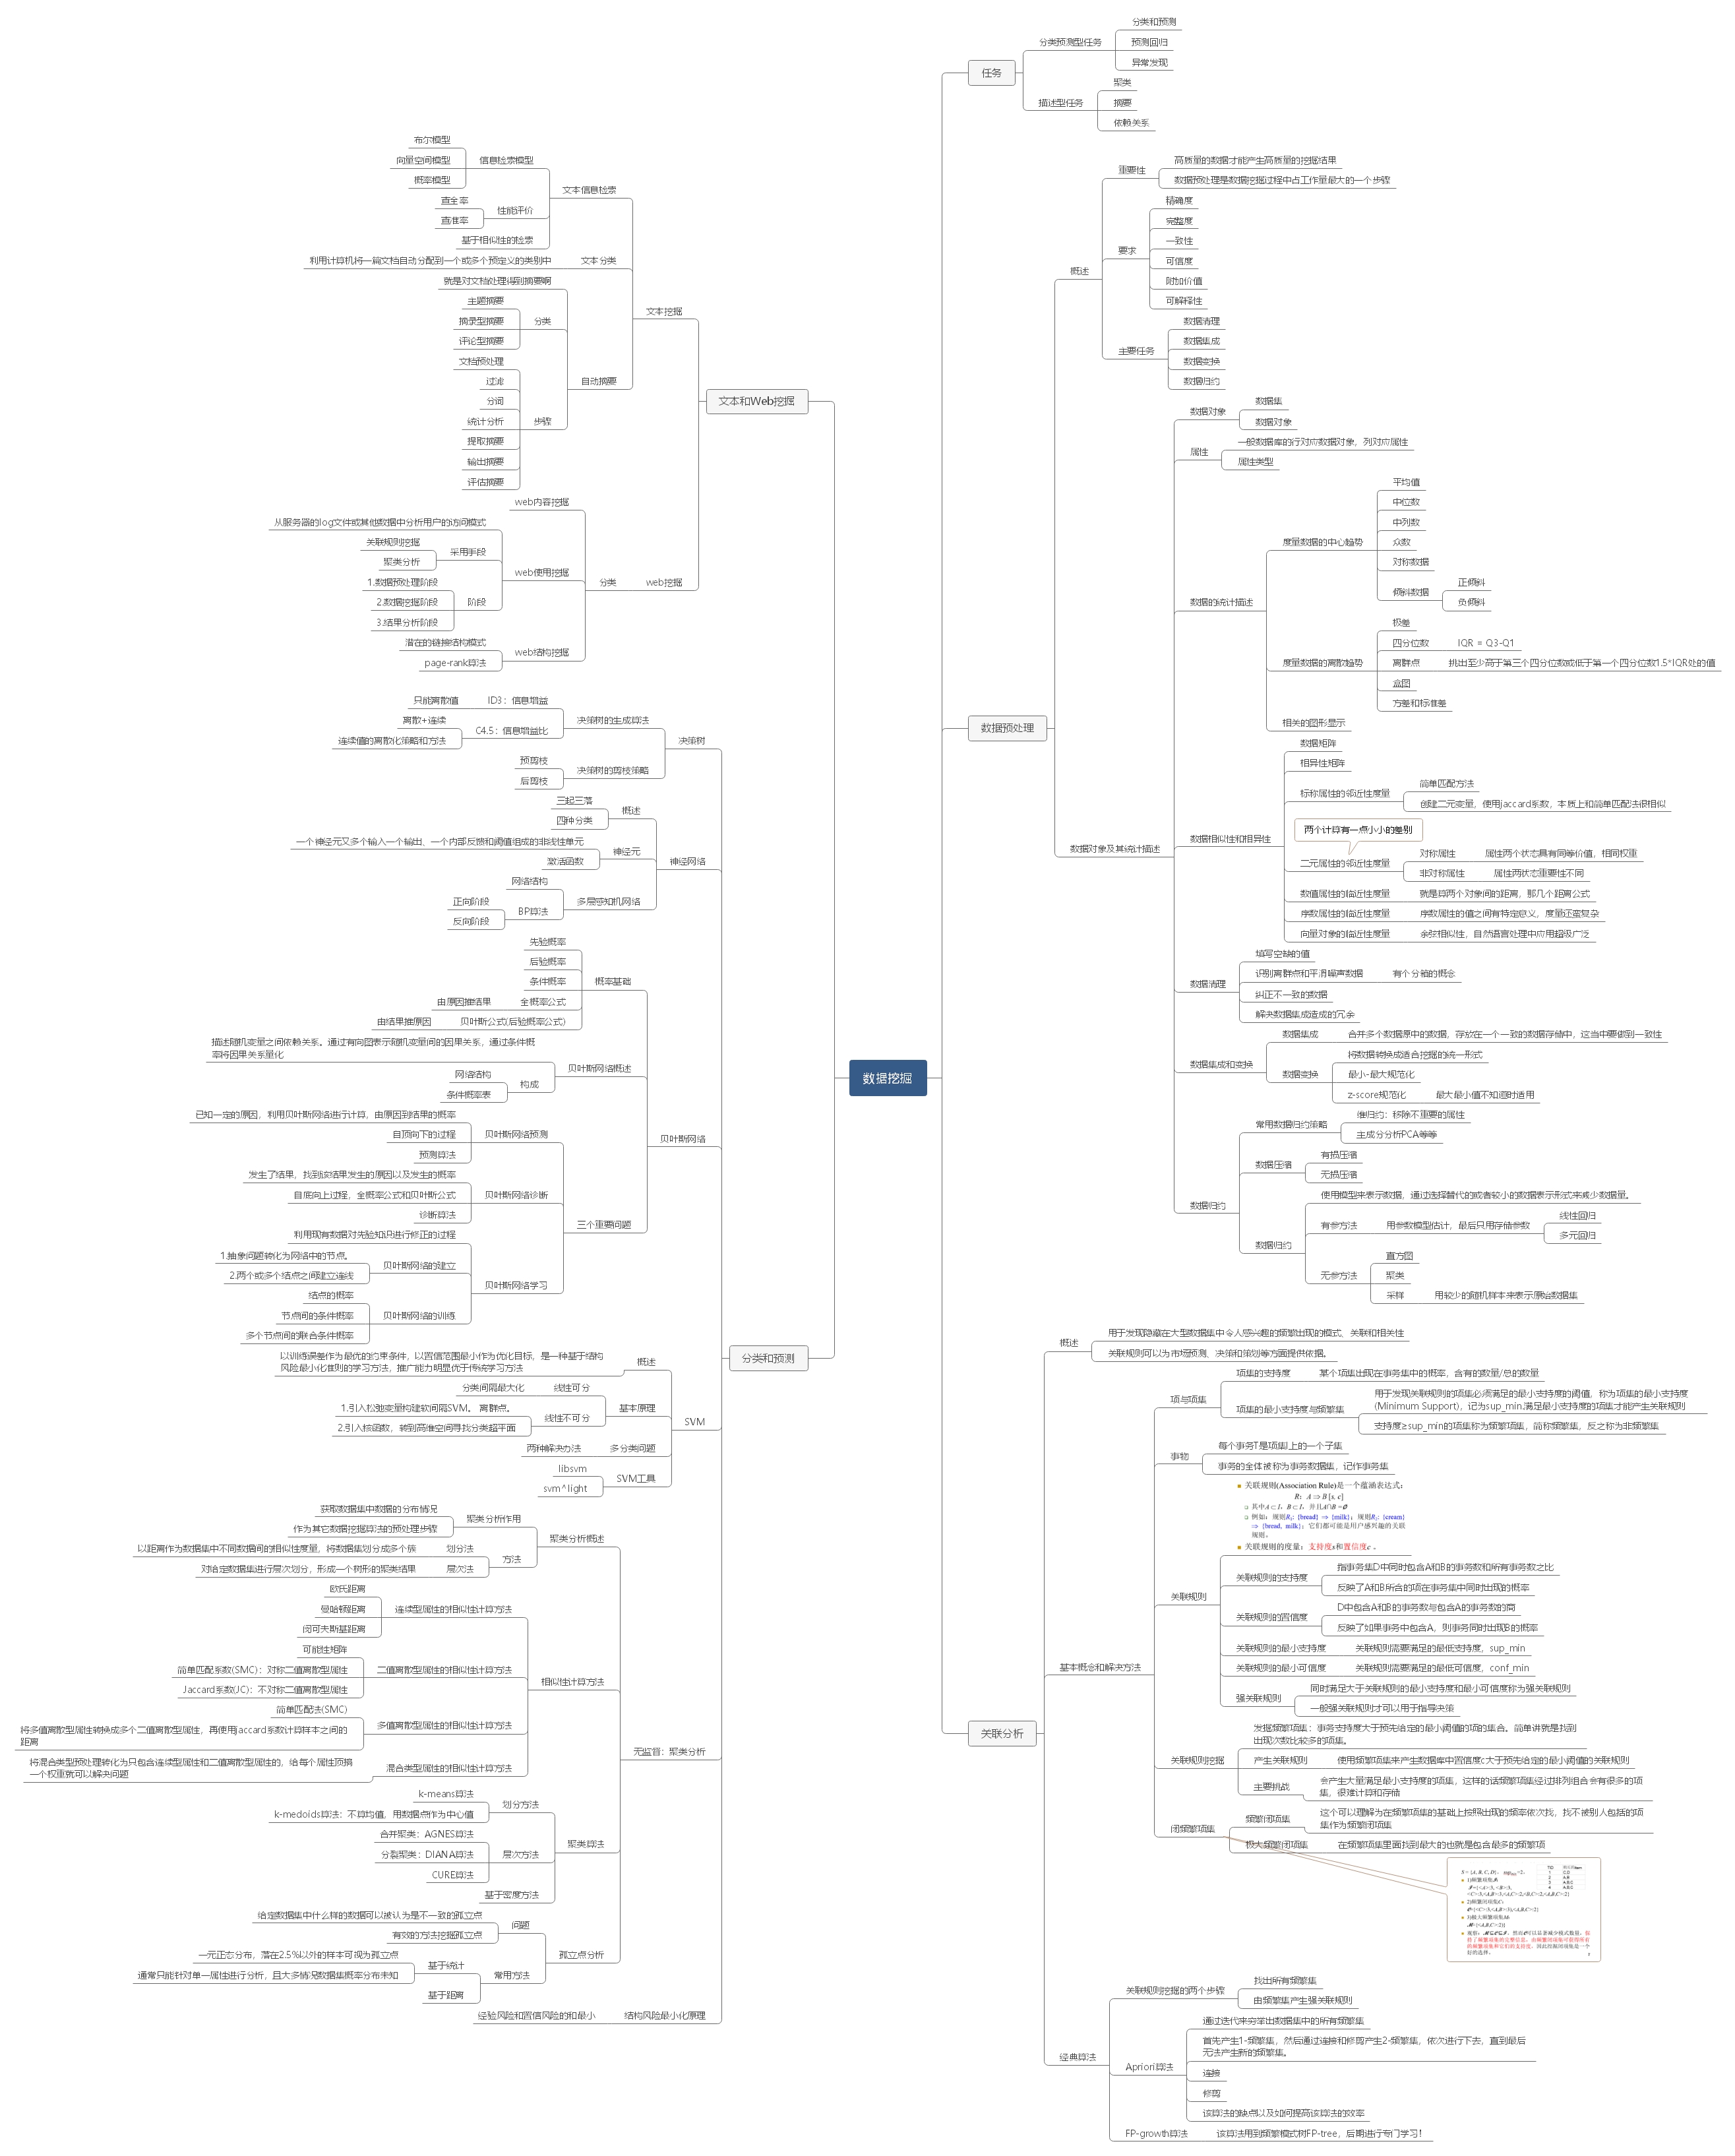 数据挖掘
任务
分类预测型任务
分类和预测
预测回归
异常发现
描述型任务
聚类
摘要
依赖关系
数据预处理
概述
重要性
高质量的数据才能产生高质量的挖掘结果
数据预处理是数据挖掘过程中占工作量最大的一个步骤
要求
精确度
完整度
一致性
可信度
附加价值
可解释性
主要任务
数据清理
数据集成
数据变换
数据归约
数据对象及其统计描述
数据对象
数据集
数据对象
属性
一般数据库的行对应数据对象，列对应属性
属性类型
数据的统计描述
度量数据的中心趋势
平均值
中位数
中列数
众数
对称数据
倾斜数据
正倾斜
负倾斜
度量数据的离散趋势
极差
四分位数
IQR = Q3-Q1
离群点
挑出至少高于第三个四分位数或低于第一个四分位数1.5*IQR处的值
盒图
方差和标准差
相关的图形显示
数据相似性和相异性
数据矩阵
相异性矩阵
标称属性的邻近性度量
简单匹配方法
创建二元变量，使用jaccard系数，本质上和简单匹配法很相似
两个计算有一点小小的差别
二元属性的邻近性度量
对称属性
属性两个状态具有同等价值，相同权重
非对称属性
属性两状态重要性不同
数值属性的临近性度量
就是算两个对象间的距离，那几个距离公式
序数属性的临近性度量
序数属性的值之间有特定意义，度量还蛮复杂
向量对象的临近性度量
余弦相似性，自然语言处理中应用超级广泛
数据清理
填写空缺的值
识别离群点和平滑噪声数据
有个分箱的概念
纠正不一致的数据
解决数据集成造成的冗余
数据集成和变换
数据集成
合并多个数据原中的数据，存放在一个一致的数据存储中，这当中要做到一致性
数据变换
将数据转换成适合挖掘的统一形式
最小-最大规范化
z-score规范化
最大最小值不知道时适用
数据归约
常用数据归约策略
维归约：移除不重要的属性
主成分分析PCA等等
数据压缩
有损压缩
无损压缩
数据归约
使用模型来表示数据，通过选择替代的或者较小的数据表示形式来减少数据量。
有参方法
用参数模型估计，最后只用存储参数
线性回归
多元回归
无参方法
直方图
聚类
采样
用较少的随机样本来表示原始数据集
关联分析
概述
用于发现隐藏在大型数据集中令人感兴趣的频繁出现的模式、关联和相关性
关联规则可以为市场预测、决策和策划等方面提供依据。
基本概念和解决方法
项与项集
项集的支持度
某个项集出现在事务集中的概率，含有的数量/总的数量
项集的最小支持度与频繁集
用于发现关联规则的项集必须满足的最小支持度的阈值，称为项集的最小支持度
(Minimum Support)，记为sup_min.满足最小支持度的项集才能产生关联规则
支持度≥sup_min的项集称为频繁项集，简称频繁集，反之称为非频繁集
事物
每个事务T是项集I上的一个子集
事务的全体被称为事务数据集，记作事务集
关联规则
关联规则(Association Rule)是一个蕴涵表达式：
R：A ⇒ B [s, c]
其中A ⊂ I，B ⊂ I，并且A∩B =Ø
例如：规则R1: {bread} ⇒ {milk}；规则R2: {cream}
⇒ {bread, milk}；它们都可能是用户感兴趣的关联
规则。
关联规则的度量：支持度s和置信度c 。
关联规则的支持度
指事务集D中同时包含A和B的事务数和所有事务数之比
反映了A和B所含的项在事务集中同时出现的概率
关联规则的置信度
D中包含A和B的事务数与包含A的事务数的商
反映了如果事务中包含A，则事务同时出现B的概率
关联规则的最小支持度
关联规则需要满足的最低支持度，sup_min
关联规则的最小可信度
关联规则需要满足的最低可信度，conf_min
强关联规则
同时满足大于关联规则的最小支持度和最小可信度称为强关联规则
一般强关联规则才可以用于指导决策
关联规则挖掘
发掘频繁项集：事务支持度大于预先给定的最小阈值的项的集合。简单讲就是找到
出现次数比较多的项集。
产生关联规则
使用频繁项集来产生数据库中置信度c大于预先给定的最小阈值的关联规则
主要挑战
会产生大量满足最小支持度的项集，这样的话频繁项集经过排列组合会有很多的项
集，很难计算和存储
闭频繁项集
频繁闭项集
这个可以理解为在频繁项集的基础上按照出现的频率依次找，找不被别人包括的项
集作为频繁闭项集
极大频繁闭项集
在频繁项集里面找到最大的也就是包含最多的频繁项
经典算法
关联规则挖掘的两个步骤
找出所有频繁集
由频繁集产生强关联规则
Apriori算法
通过迭代来穷举出数据集中的所有频繁集
首先产生1-频繁集，然后通过连接和修剪产生2-频繁集，依次进行下去，直到最后
无法产生新的频繁集。
连接
修剪
该算法的缺点以及如何提高该算法的效率
FP-growth算法
该算法用到频繁模式树FP-tree，后期进行专门学习！
文本和Web挖掘
文本挖掘
文本信息检索
信息检索模型
布尔模型
向量空间模型
概率模型
性能评价
查全率
查准率
基于相似性的检索
文本分类
利用计算机将一篇文档自动分配到一个或多个预定义的类别中
自动摘要
就是对文档处理得到摘要啊
分类
主题摘要
摘录型摘要
评论型摘要
步骤
文档预处理
过滤
分词
统计分析
提取摘要
输出摘要
评估摘要
web挖掘
分类
web内容挖掘
web使用挖掘
从服务器的log文件或其他数据中分析用户的访问模式
采用手段
关联规则挖掘
聚类分析
阶段
1.数据预处理阶段
2.数据挖掘阶段
3.结果分析阶段
web结构挖掘
潜在的链接结构模式
page-rank算法
分类和预测
决策树
决策树的生成算法
ID3：信息增益
只能离散值
C4.5：信息增益比
离散+连续
连续值的离散化策略和方法
决策树的剪枝策略
预剪枝
后剪枝
神经网络
概述
三起三落
四种分类
神经元
一个神经元又多个输入一个输出、一个内部反馈和阈值组成的非线性单元
激活函数
多层感知机网络
网络结构
BP算法
正向阶段
反向阶段
贝叶斯网络
概率基础
先验概率
后验概率
条件概率
全概率公式
由原因推结果
贝叶斯公式(后验概率公式)
由结果推原因
贝叶斯网络概述
描述随机变量之间依赖关系。通过有向图表示随机变量间的因果关系，通过条件概
率将因果关系量化
构成
网络结构
条件概率表
三个重要问题
贝叶斯网络预测
已知一定的原因，利用贝叶斯网络进行计算，由原因到结果的概率
自顶向下的过程
预测算法
贝叶斯网络诊断
发生了结果，找到该结果发生的原因以及发生的概率
自底向上过程，全概率公式和贝叶斯公式
诊断算法
贝叶斯网络学习
利用现有数据对先验知识进行修正的过程
贝叶斯网络的建立
1.抽象问题转化为网络中的节点。
2.两个或多个结点之间建立连线
贝叶斯网络的训练
结点的概率
节点间的条件概率
多个节点间的联合条件概率
SVM
概述
以训练误差作为最优的约束条件，以置信范围最小作为优化目标，是一种基于结构
风险最小化准则的学习方法，推广能力明显优于传统学习方法
基本原理
线性可分
分类间隔最大化
线性不可分
1.引入松弛变量构建软间隔SVM。 离群点。
2.引入核函数，转到高维空间寻找分类超平面
多分类问题
两种解决办法
SVM工具
libsvm
svm^light
无监督：聚类分析
聚类分析概述
聚类分析作用
获取数据集中数据的分布情况
作为其它数据挖掘算法的预处理步骤
方法
划分法
以距离作为数据集中不同数据间的相似性度量，将数据集划分成多个簇
层次法
对给定数据集进行层次划分，形成一个树形的聚类结果
相似性计算方法
连续型属性的相似性计算方法
欧氏距离
曼哈顿距离
闵可夫斯基距离
二值离散型属性的相似性计算方法
可能性矩阵
简单匹配系数(SMC)：对称二值离散型属性
Jaccard系数(JC)：不对称二值离散型属性
多值离散型属性的相似性计算方法
简单匹配法(SMC)
将多值离散型属性转换成多个二值离散型属性，再使用Jaccard系数计算样本之间的
距离
混合类型属性的相似性计算方法
将混合类型预处理转化为只包含连续型属性和二值离散型属性的，给每个属性顶稿
一个权重就可以解决问题
聚类算法
划分方法
k-means算法
k-medoids算法：不算均值，用数据点作为中心值
层次方法
合并聚类：AGNES算法
分裂聚类：DIANA算法
CURE算法
基于密度方法
孤立点分析
问题
给定数据集中什么样的数据可以被认为是不一致的孤立点
有效的方法挖掘孤立点
常用方法
基于统计
一元正态分布，落在2.5%以外的样本可视为孤立点
通常只能针对单一属性进行分析，且大多情况数据集概率分布未知
基于距离
结构风险最小化原理
经验风险和置信风险的和最小